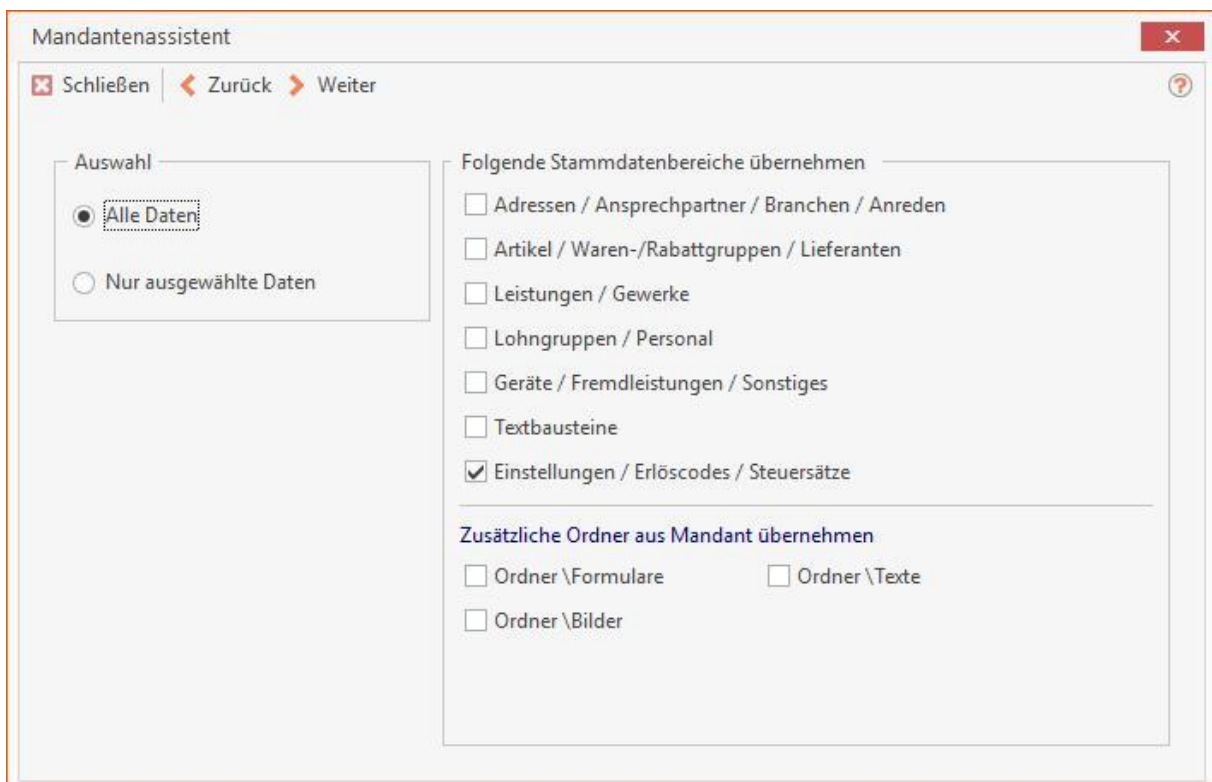 Mandantenassistent
Schließen Zurück Weiter
Auswahl
Alle Daten
Nur ausgewählte Daten
Folgende Stammdatenbereiche übernehmen
Adressen / Ansprechpartner / Branchen / Anreden
Artikel / Waren-/Rabattgruppen / Lieferanten
Leistungen / Gewerke
Lohngruppen / Personal
Geräte / Fremdleistungen / Sonstiges
Textbausteine
Einstellungen / Erlöscodes / Steuersätze
Zusätzliche Ordner aus Mandant übernehmen
Ordner \Formulare Ordner \Texte
Ordner \Bilder